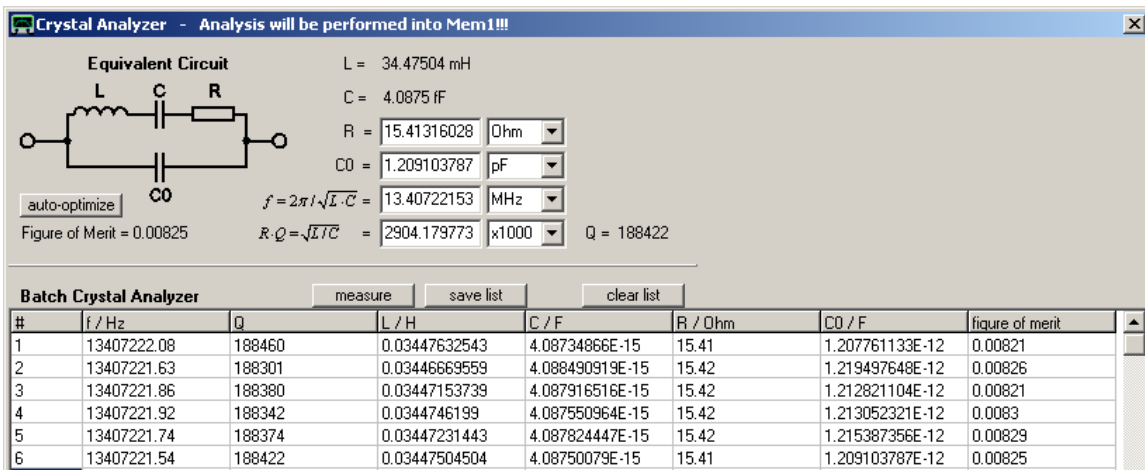 Crystal Analyzer - Analysis will be performed into Mem1!!!
Equivalent Circuit
L C R
C0
L = 34.47504 mH
C = 4.0875 fF
R = 15.41316028 Ohm
C0 = 1.209103787 pF
auto-optimize f=2π/√L·C = 13.40722153 MHz
Figure of Merit = 0.00825 R·Q=√L/C = 2904.179773 x1000 Q = 188422
Batch Crystal Analyzer measure save list clear list
# f / Hz Q L / H C / F R / Ohm C0 / F figure of merit
1 13407222.08 188460 0.03447632543 4.08734866E-15 15.41 1.207761133E-12 0.00821
2 13407221.63 188301 0.03446669559 4.088490919E-15 15.42 1.219497648E-12 0.00826
3 13407221.86 188380 0.03447153739 4.087916516E-15 15.42 1.212821104E-12 0.00821
4 13407221.92 188342 0.0344746199 4.087550964E-15 15.42 1.213052321E-12 0.0083
5 13407221.74 188374 0.03447231443 4.087824447E-15 15.42 1.215387356E-12 0.00829
6 13407221.54 188422 0.03447504504 4.08750079E-15 15.41 1.209103787E-12 0.00825